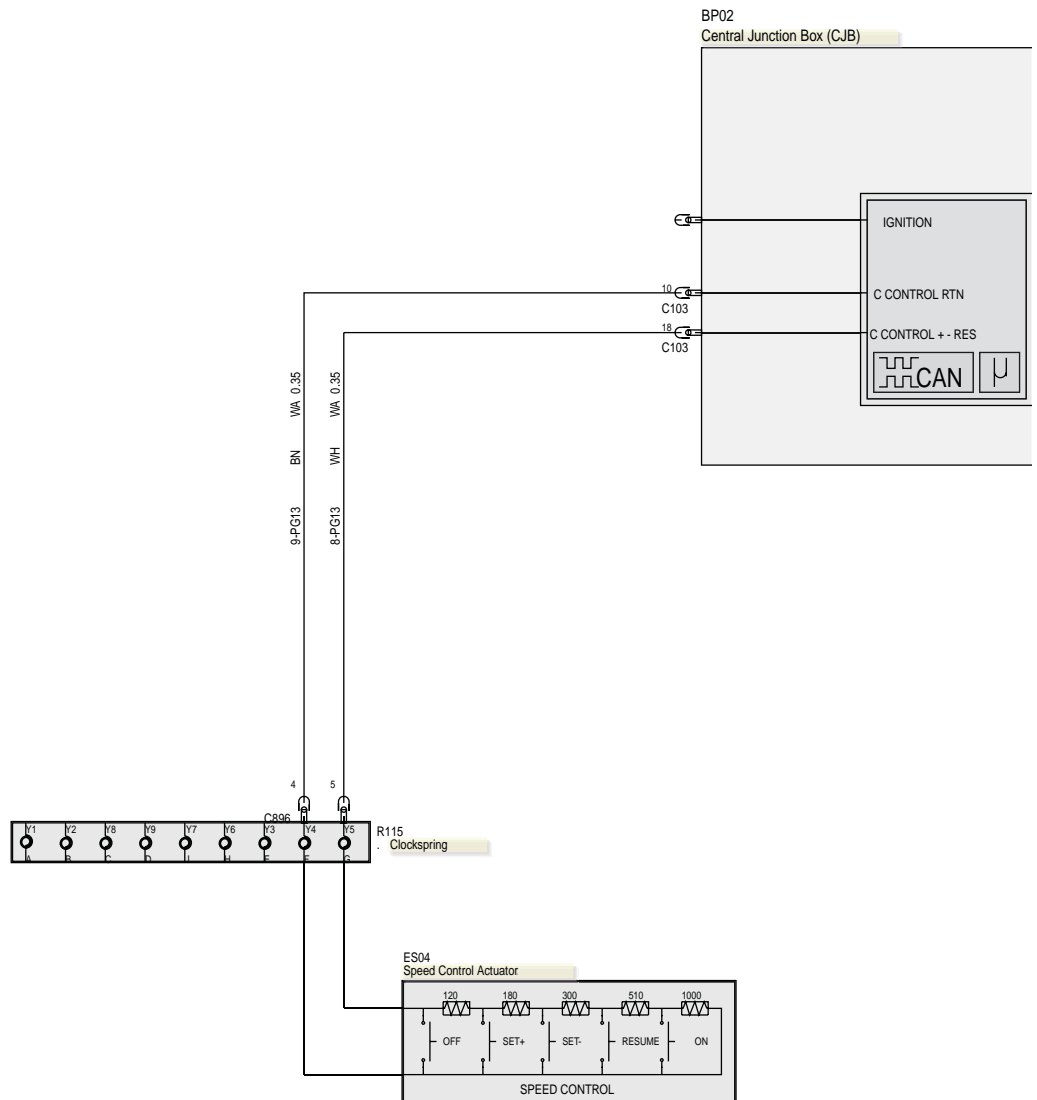 BP02
Central Junction Box (CJB)
IGNITION
10
C CONTROL RTN
C103
18
C CONTROL + - RES
C103
CAN
µ
WA 0.35
WA 0.35
BN
WH
9-PG13
8-PG13
4
5
C896
Y1 Y2 Y8 Y9 Y7 Y6 Y3 Y4 Y5
R115
. Clockspring
A B C D I H E F G
ES04
Speed Control Actuator
120 180 300 510 1000
OFF SET+ SET- RESUME ON
SPEED CONTROL